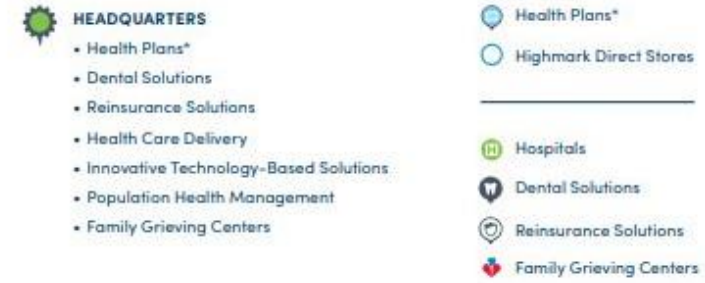 HEADQUARTERS
• Health Plans*
• Dental Solutions
• Reinsurance Solutions
• Health Care Delivery
• Innovative Technology-Based Solutions
• Population Health Management
• Family Grieving Centers
Health Plans*
Highmark Direct Stores
H Hospitals
Dental Solutions
Reinsurance Solutions
Family Grieving Centers